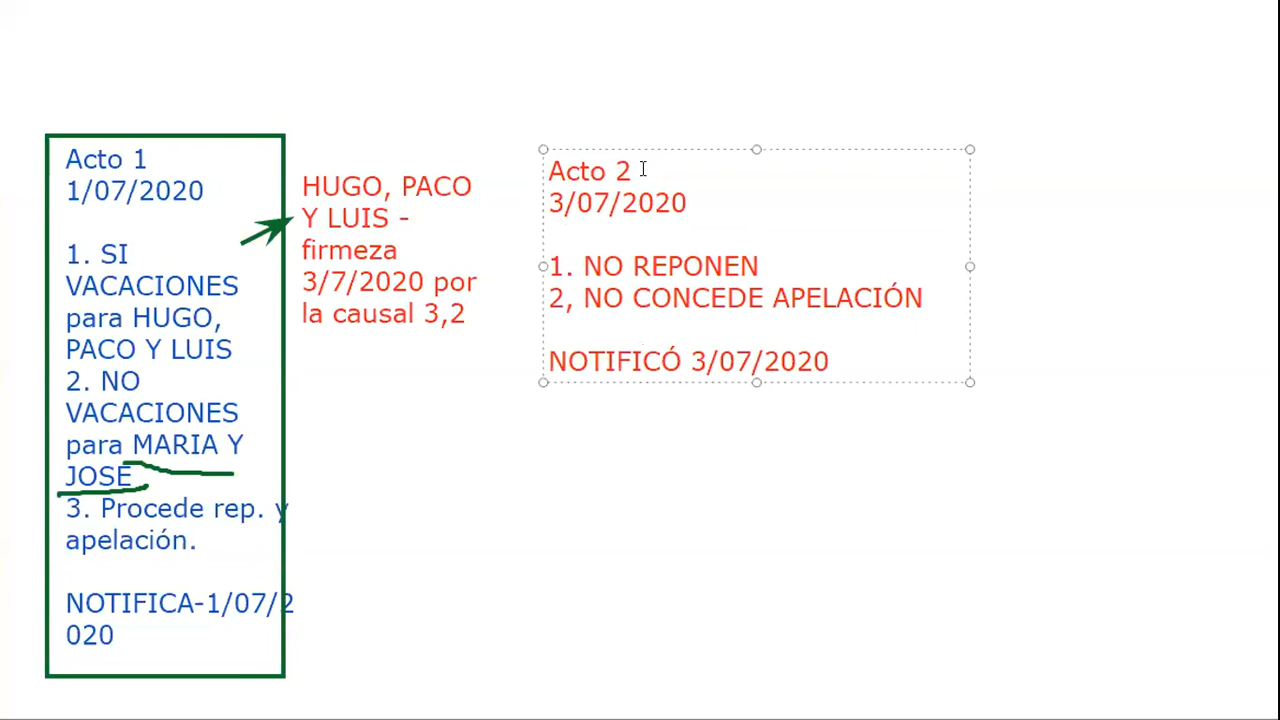 Acto 1
1/07/2020
1. SI
VACACIONES
para HUGO,
PACO Y LUIS
2. NO
VACACIONES
para MARIA Y
JOSE
3. Procede rep. y
apelación.
NOTIFICA-1/07/2
020
HUGO, PACO
Y LUIS -
firmeza
3/7/2020 por
la causal 3,2
Acto 2
3/07/2020
1. NO REPONEN
2, NO CONCEDE APELACIÓN
NOTIFICÓ 3/07/2020